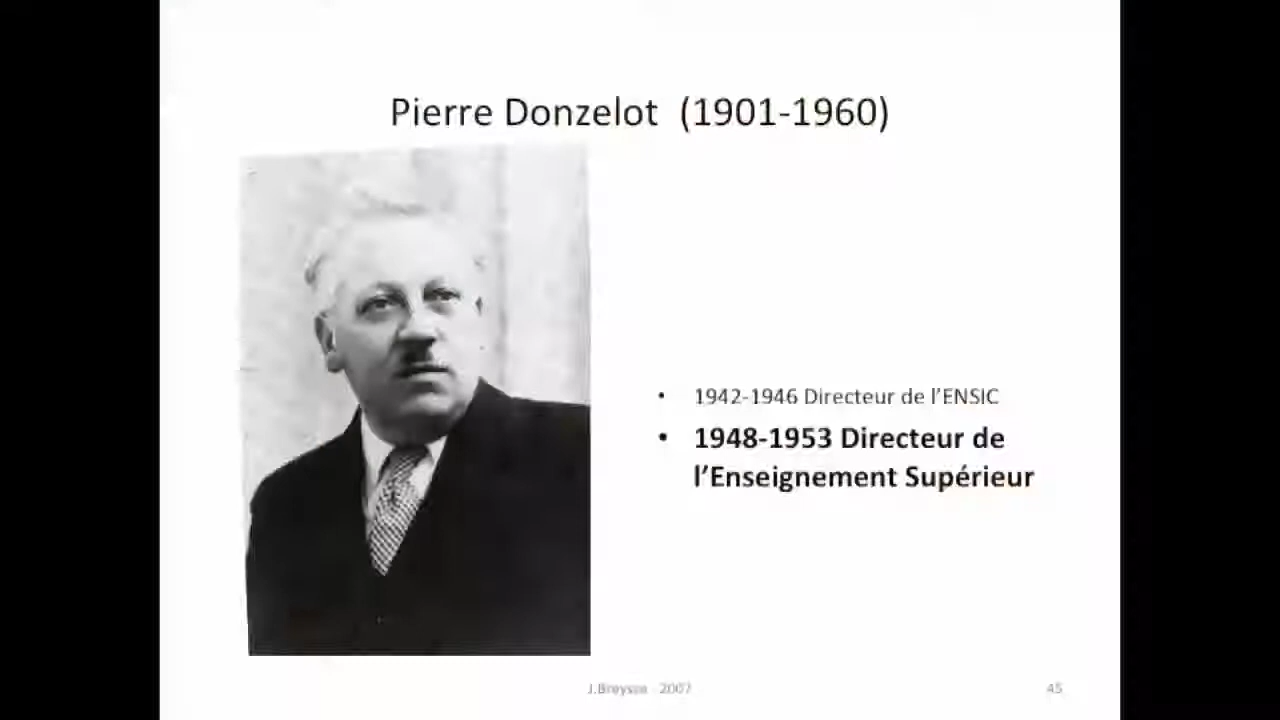 Pierre Donzelot (1901-1960)
• 1942-1946 Directeur de l’ENSIC
• 1948-1953 Directeur de
l’Enseignement Supérieur
J.Breysse - 2007
45